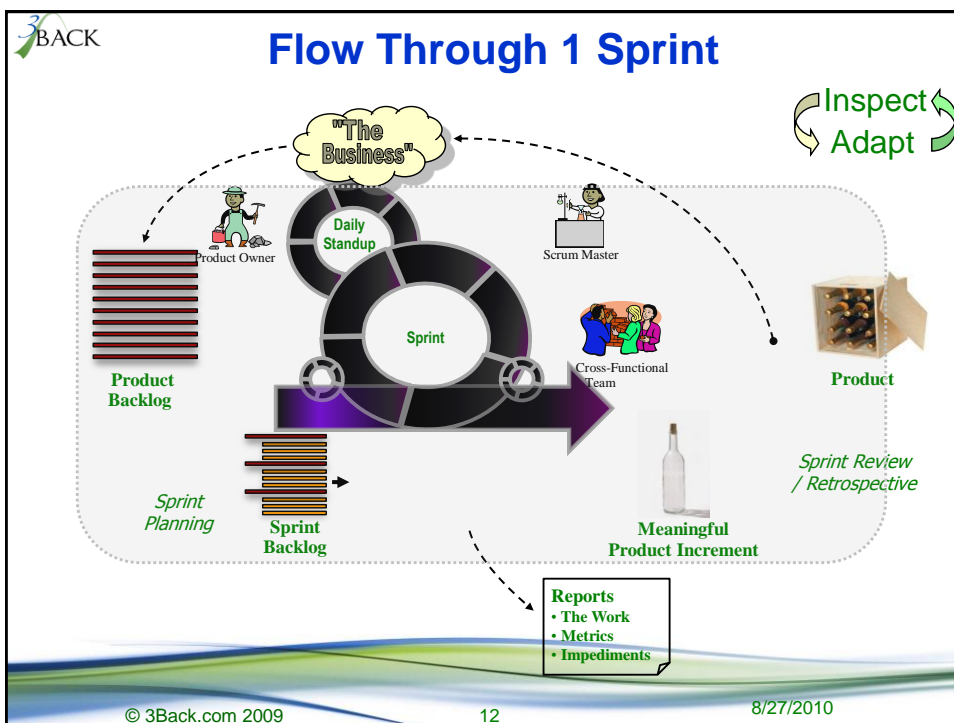 3BACK
Flow Through 1 Sprint
Inspect
Adapt
"The
Business"
Daily
Standup
Product Owner
Scrum Master
Sprint
Cross-Functional
Team
Product
Backlog
Product
Sprint
Planning
Sprint
Backlog
Meaningful
Product Increment
Sprint Review
/ Retrospective
Reports
• The Work
• Metrics
• Impediments
© 3Back.com 2009
12
8/27/2010